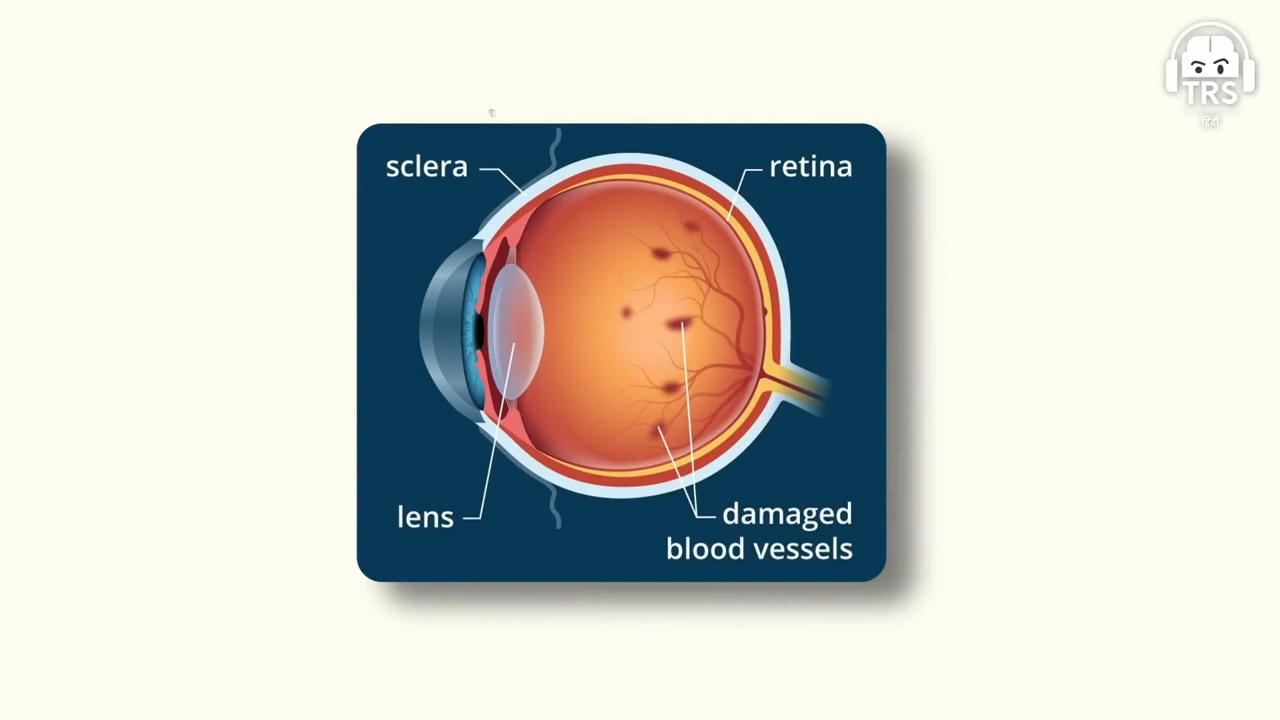 TRS
हिंदी
sclera
retina
lens
damaged
blood vessels